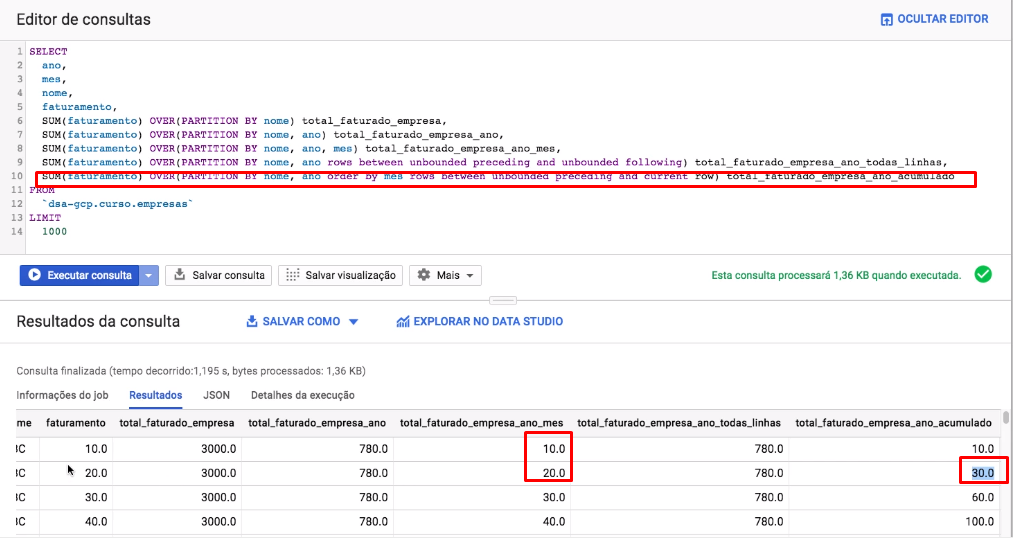 Editor de consultas
OCULTAR EDITOR
1 SELECT
2 ano,
3 mes,
4 nome,
5 faturamento,
6 SUM(faturamento) OVER(PARTITION BY nome) total_faturado_empresa,
7 SUM(faturamento) OVER(PARTITION BY nome, ano) total_faturado_empresa_ano,
8 SUM(faturamento) OVER(PARTITION BY nome, ano, mes) total_faturado_empresa_ano_mes,
9 SUM(faturamento) OVER(PARTITION BY nome, ano rows between unbounded preceding and unbounded following) total_faturado_empresa_ano_todas_linhas,
10 SUM(faturamento) OVER(PARTITION BY nome, ano order by mes rows between unbounded preceding and current row) total_faturado_empresa_ano_acumulado
11 FROM
12 `dsa-gcp.curso.empresas`
13 LIMIT
14 1000
Executar consulta Salvar consulta Salvar visualização Mais Esta consulta processará 1,36 KB quando executada.
Resultados da consulta SALVAR COMO EXPLORAR NO DATA STUDIO
Consulta finalizada (tempo decorrido:1,195 s, bytes processados: 1,36 KB)
Informações do job Resultados JSON Detalhes da execução
me faturamento total_faturado_empresa total_faturado_empresa_ano total_faturado_empresa_ano_mes total_faturado_empresa_ano_todas_linhas total_faturado_empresa_ano_acumulado
BC 10.0 3000.0 780.0 10.0 780.0 10.0
BC 20.0 3000.0 780.0 20.0 780.0 30.0
BC 30.0 3000.0 780.0 30.0 780.0 60.0
BC 40.0 3000.0 780.0 40.0 780.0 100.0